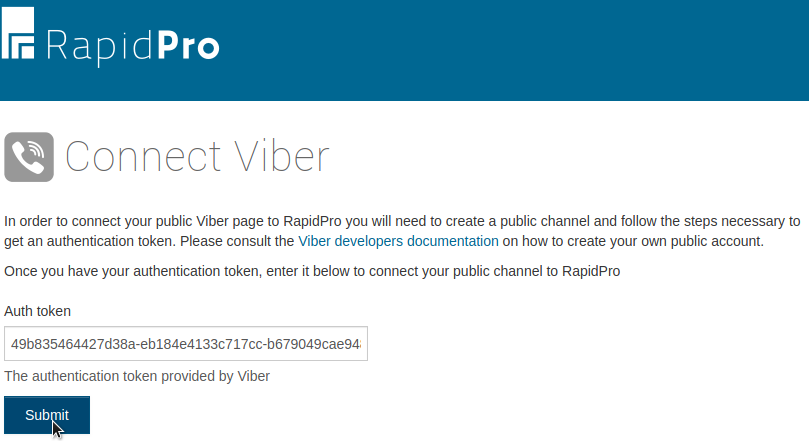 RapidPro
Connect Viber
In order to connect your public Viber page to RapidPro you will need to create a public channel and follow the steps necessary to
get an authentication token. Please consult the Viber developers documentation on how to create your own public account.
Once you have your authentication token, enter it below to connect your public channel to RapidPro
Auth token
49b835464427d38a-eb184e4133c717cc-b679049cae94
The authentication token provided by Viber
Submit